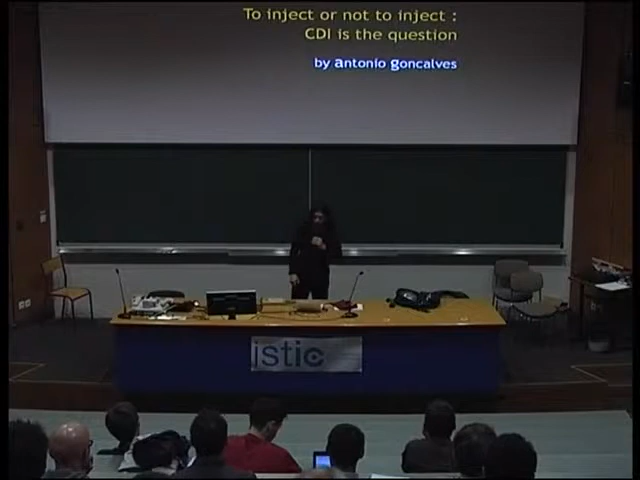 To inject or not to inject :
CDI is the question
by antonio goncalves
istic